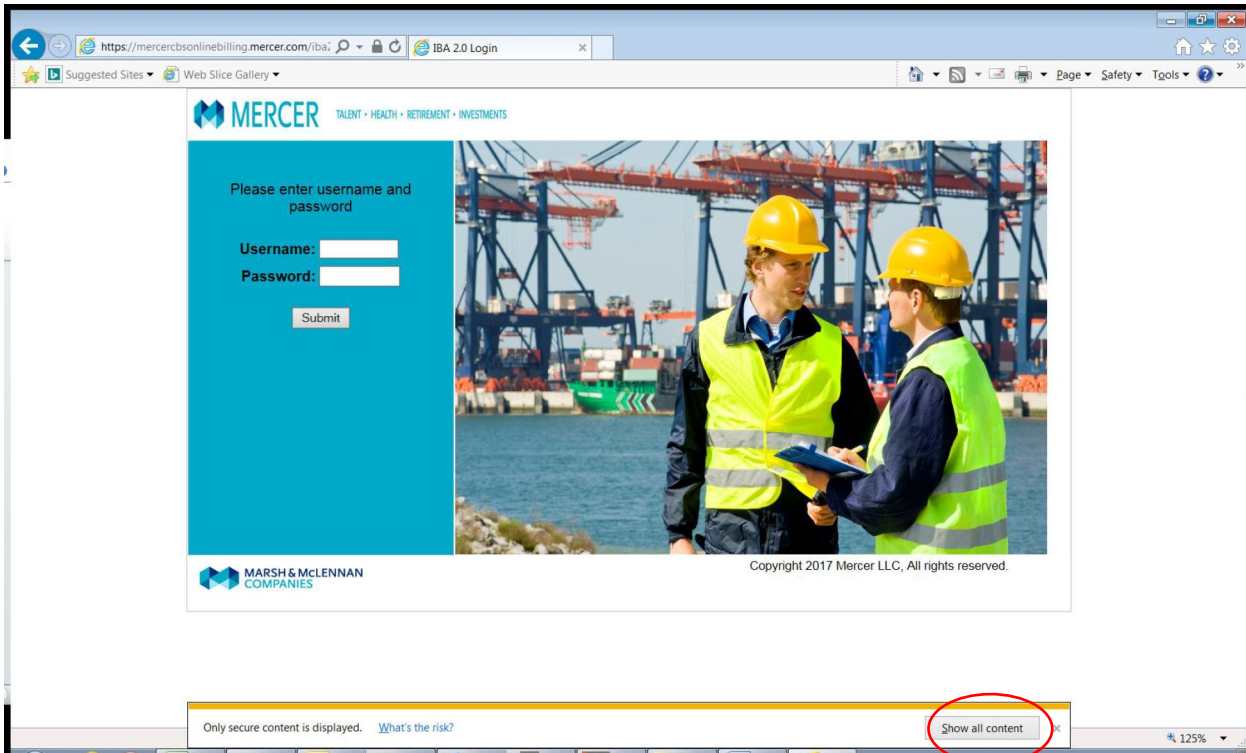 https://mercercbsonlinebilling.mercer.com/iba2
IBA 2.0 Login
Suggested Sites
Web Slice Gallery
Page
Safety
Tools
MERCER
TALENT • HEALTH • RETIREMENT • INVESTMENTS
Please enter username and
password
Username:
Password:
Submit
MARSH & McLENNAN
COMPANIES
Copyright 2017 Mercer LLC, All rights reserved.
Only secure content is displayed. What's the risk?
Show all content
125%